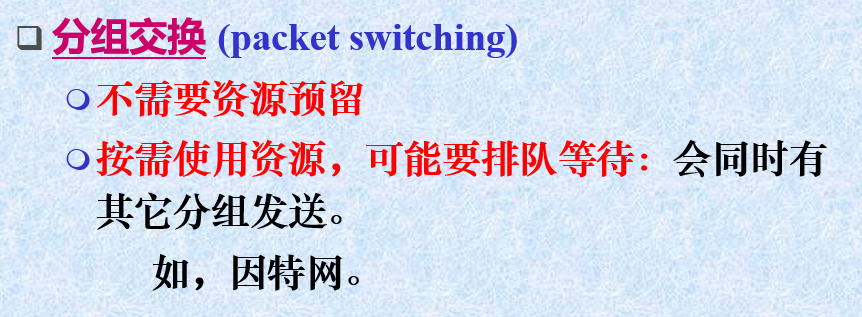 分组交换 (packet switching)
不需要资源预留
按需使用资源，可能要排队等待：会同时有
其它分组发送。
如，因特网。